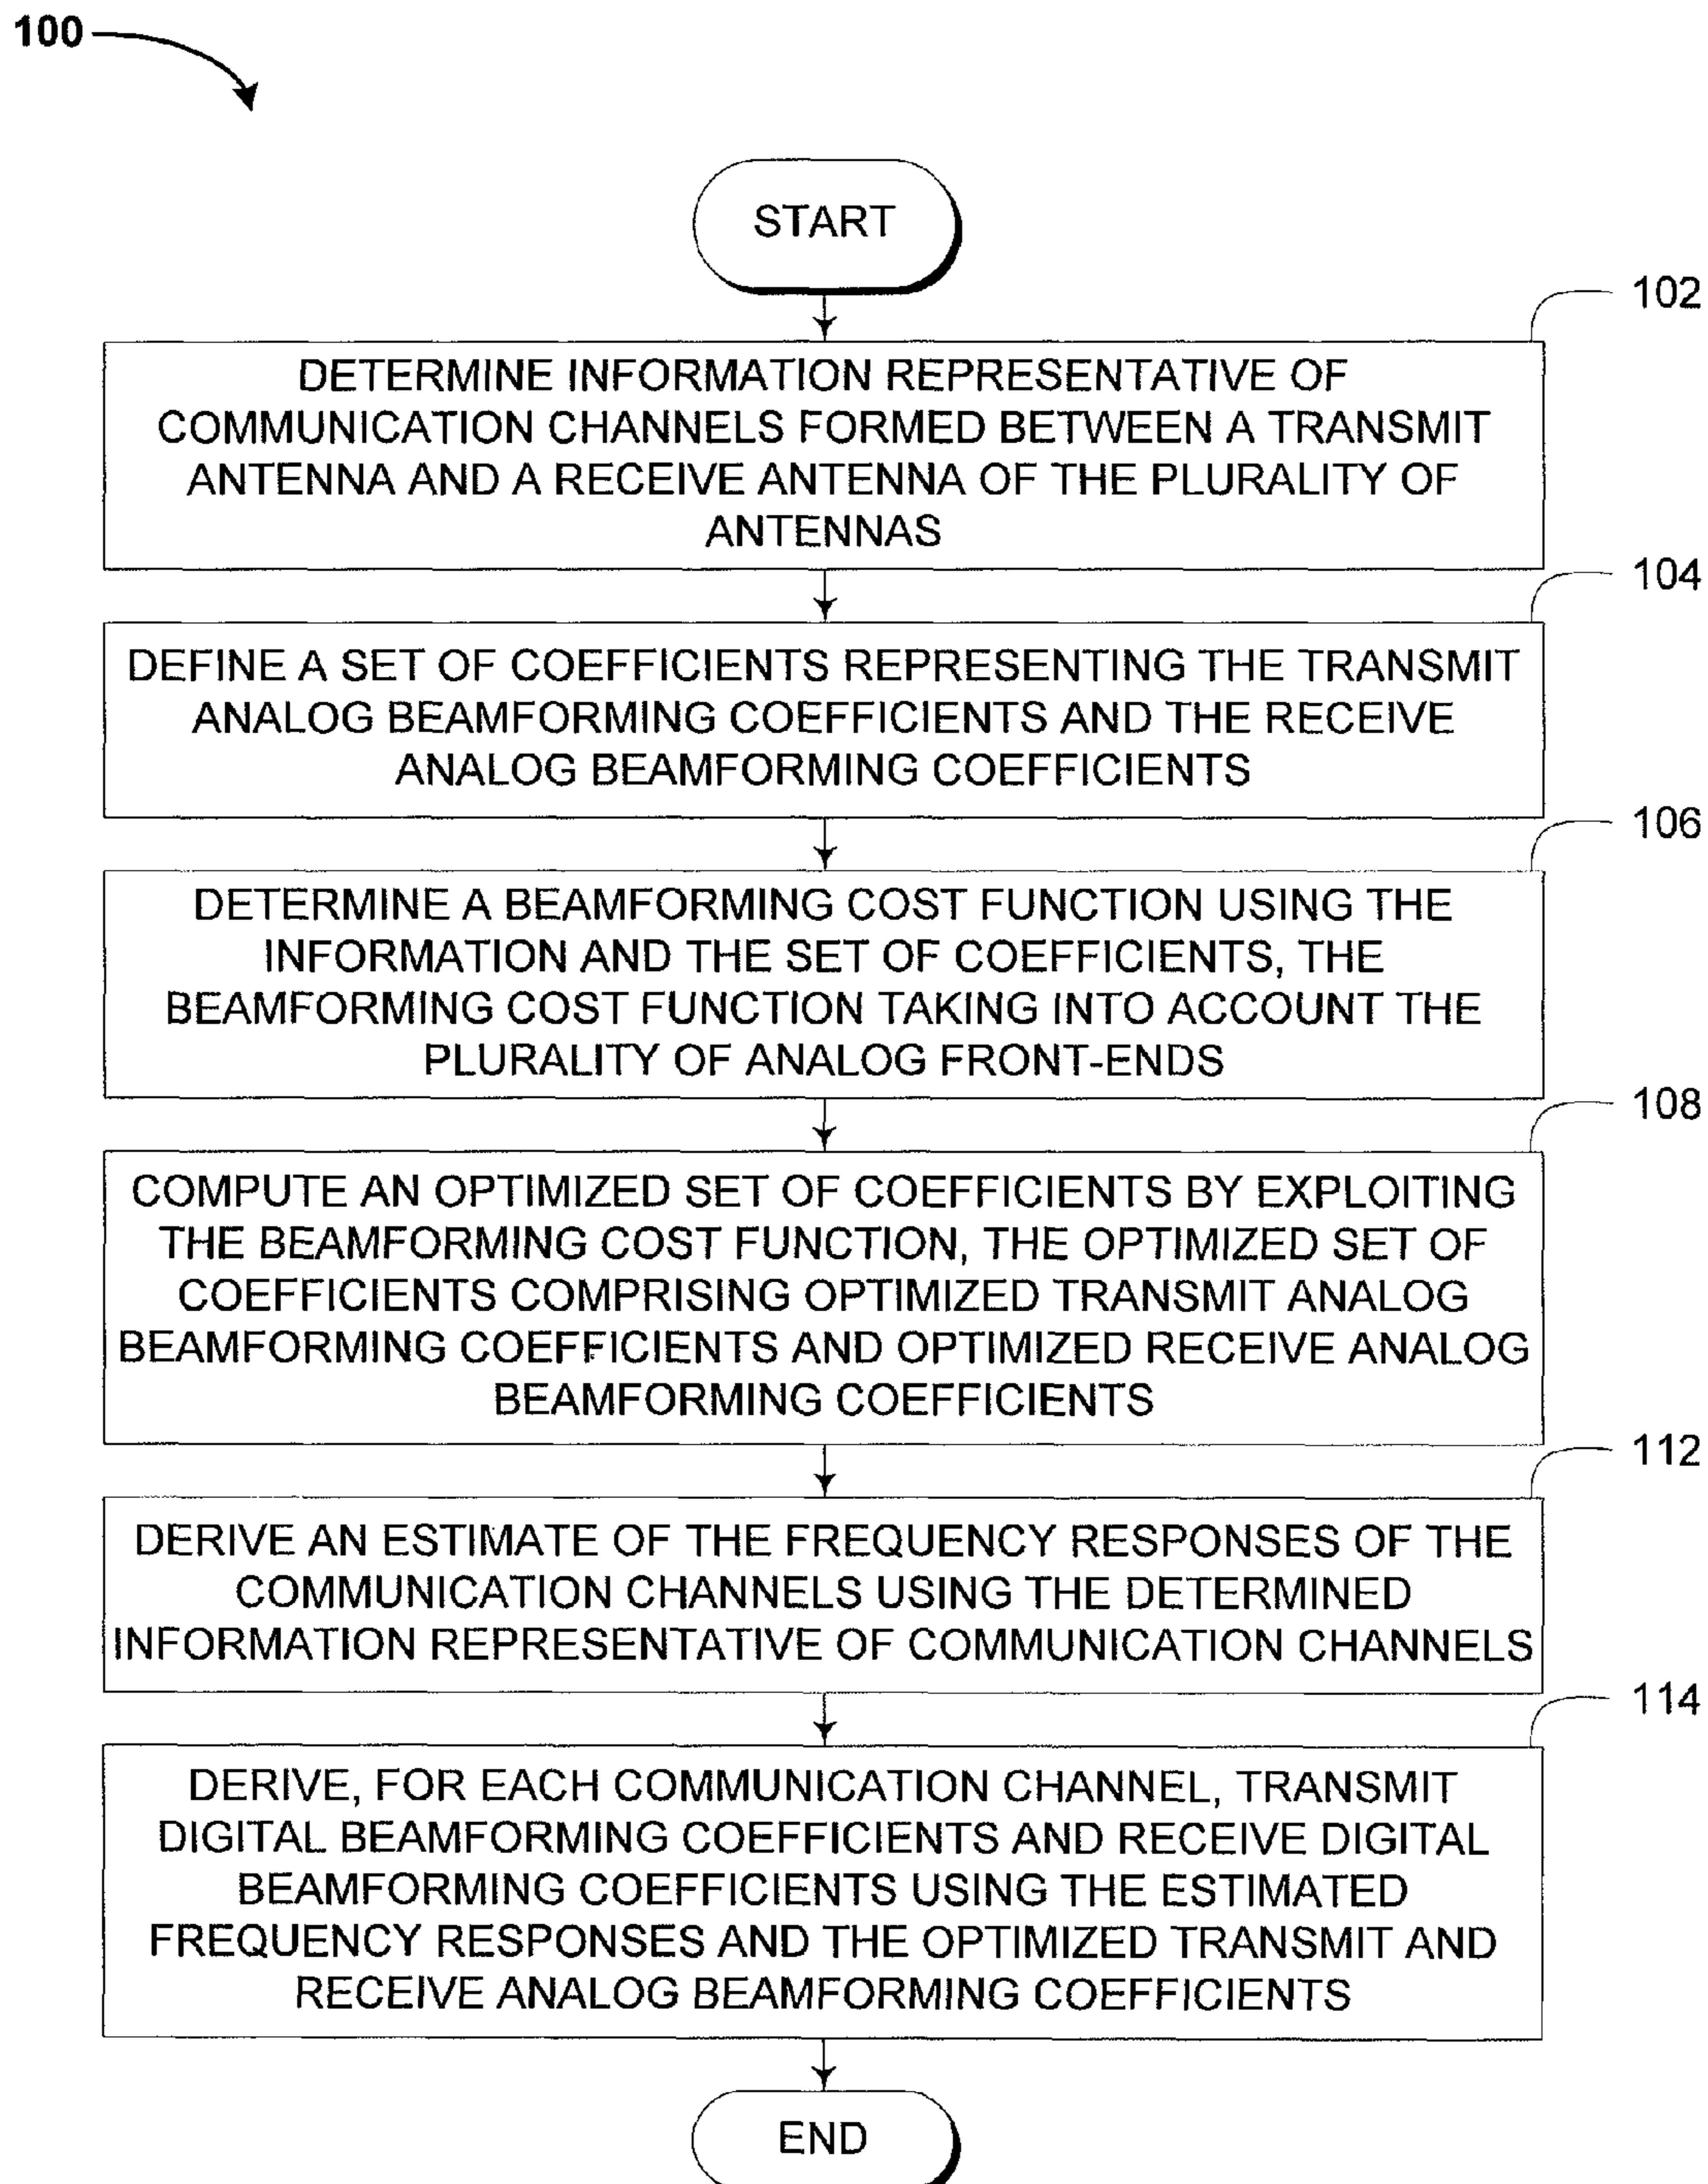 100
START
102
DETERMINE INFORMATION REPRESENTATIVE OF
COMMUNICATION CHANNELS FORMED BETWEEN A TRANSMIT
ANTENNA AND A RECEIVE ANTENNA OF THE PLURALITY OF
ANTENNAS
104
DEFINE A SET OF COEFFICIENTS REPRESENTING THE TRANSMIT
ANALOG BEAMFORMING COEFFICIENTS AND THE RECEIVE
ANALOG BEAMFORMING COEFFICIENTS
106
DETERMINE A BEAMFORMING COST FUNCTION USING THE
INFORMATION AND THE SET OF COEFFICIENTS, THE
BEAMFORMING COST FUNCTION TAKING INTO ACCOUNT THE
PLURALITY OF ANALOG FRONT-ENDS
108
COMPUTE AN OPTIMIZED SET OF COEFFICIENTS BY EXPLOITING
THE BEAMFORMING COST FUNCTION, THE OPTIMIZED SET OF
COEFFICIENTS COMPRISING OPTIMIZED TRANSMIT ANALOG
BEAMFORMING COEFFICIENTS AND OPTIMIZED RECEIVE ANALOG
BEAMFORMING COEFFICIENTS
112
DERIVE AN ESTIMATE OF THE FREQUENCY RESPONSES OF THE
COMMUNICATION CHANNELS USING THE DETERMINED
INFORMATION REPRESENTATIVE OF COMMUNICATION CHANNELS
114
DERIVE, FOR EACH COMMUNICATION CHANNEL, TRANSMIT
DIGITAL BEAMFORMING COEFFICIENTS AND RECEIVE DIGITAL
BEAMFORMING COEFFICIENTS USING THE ESTIMATED
FREQUENCY RESPONSES AND THE OPTIMIZED TRANSMIT AND
RECEIVE ANALOG BEAMFORMING COEFFICIENTS
END